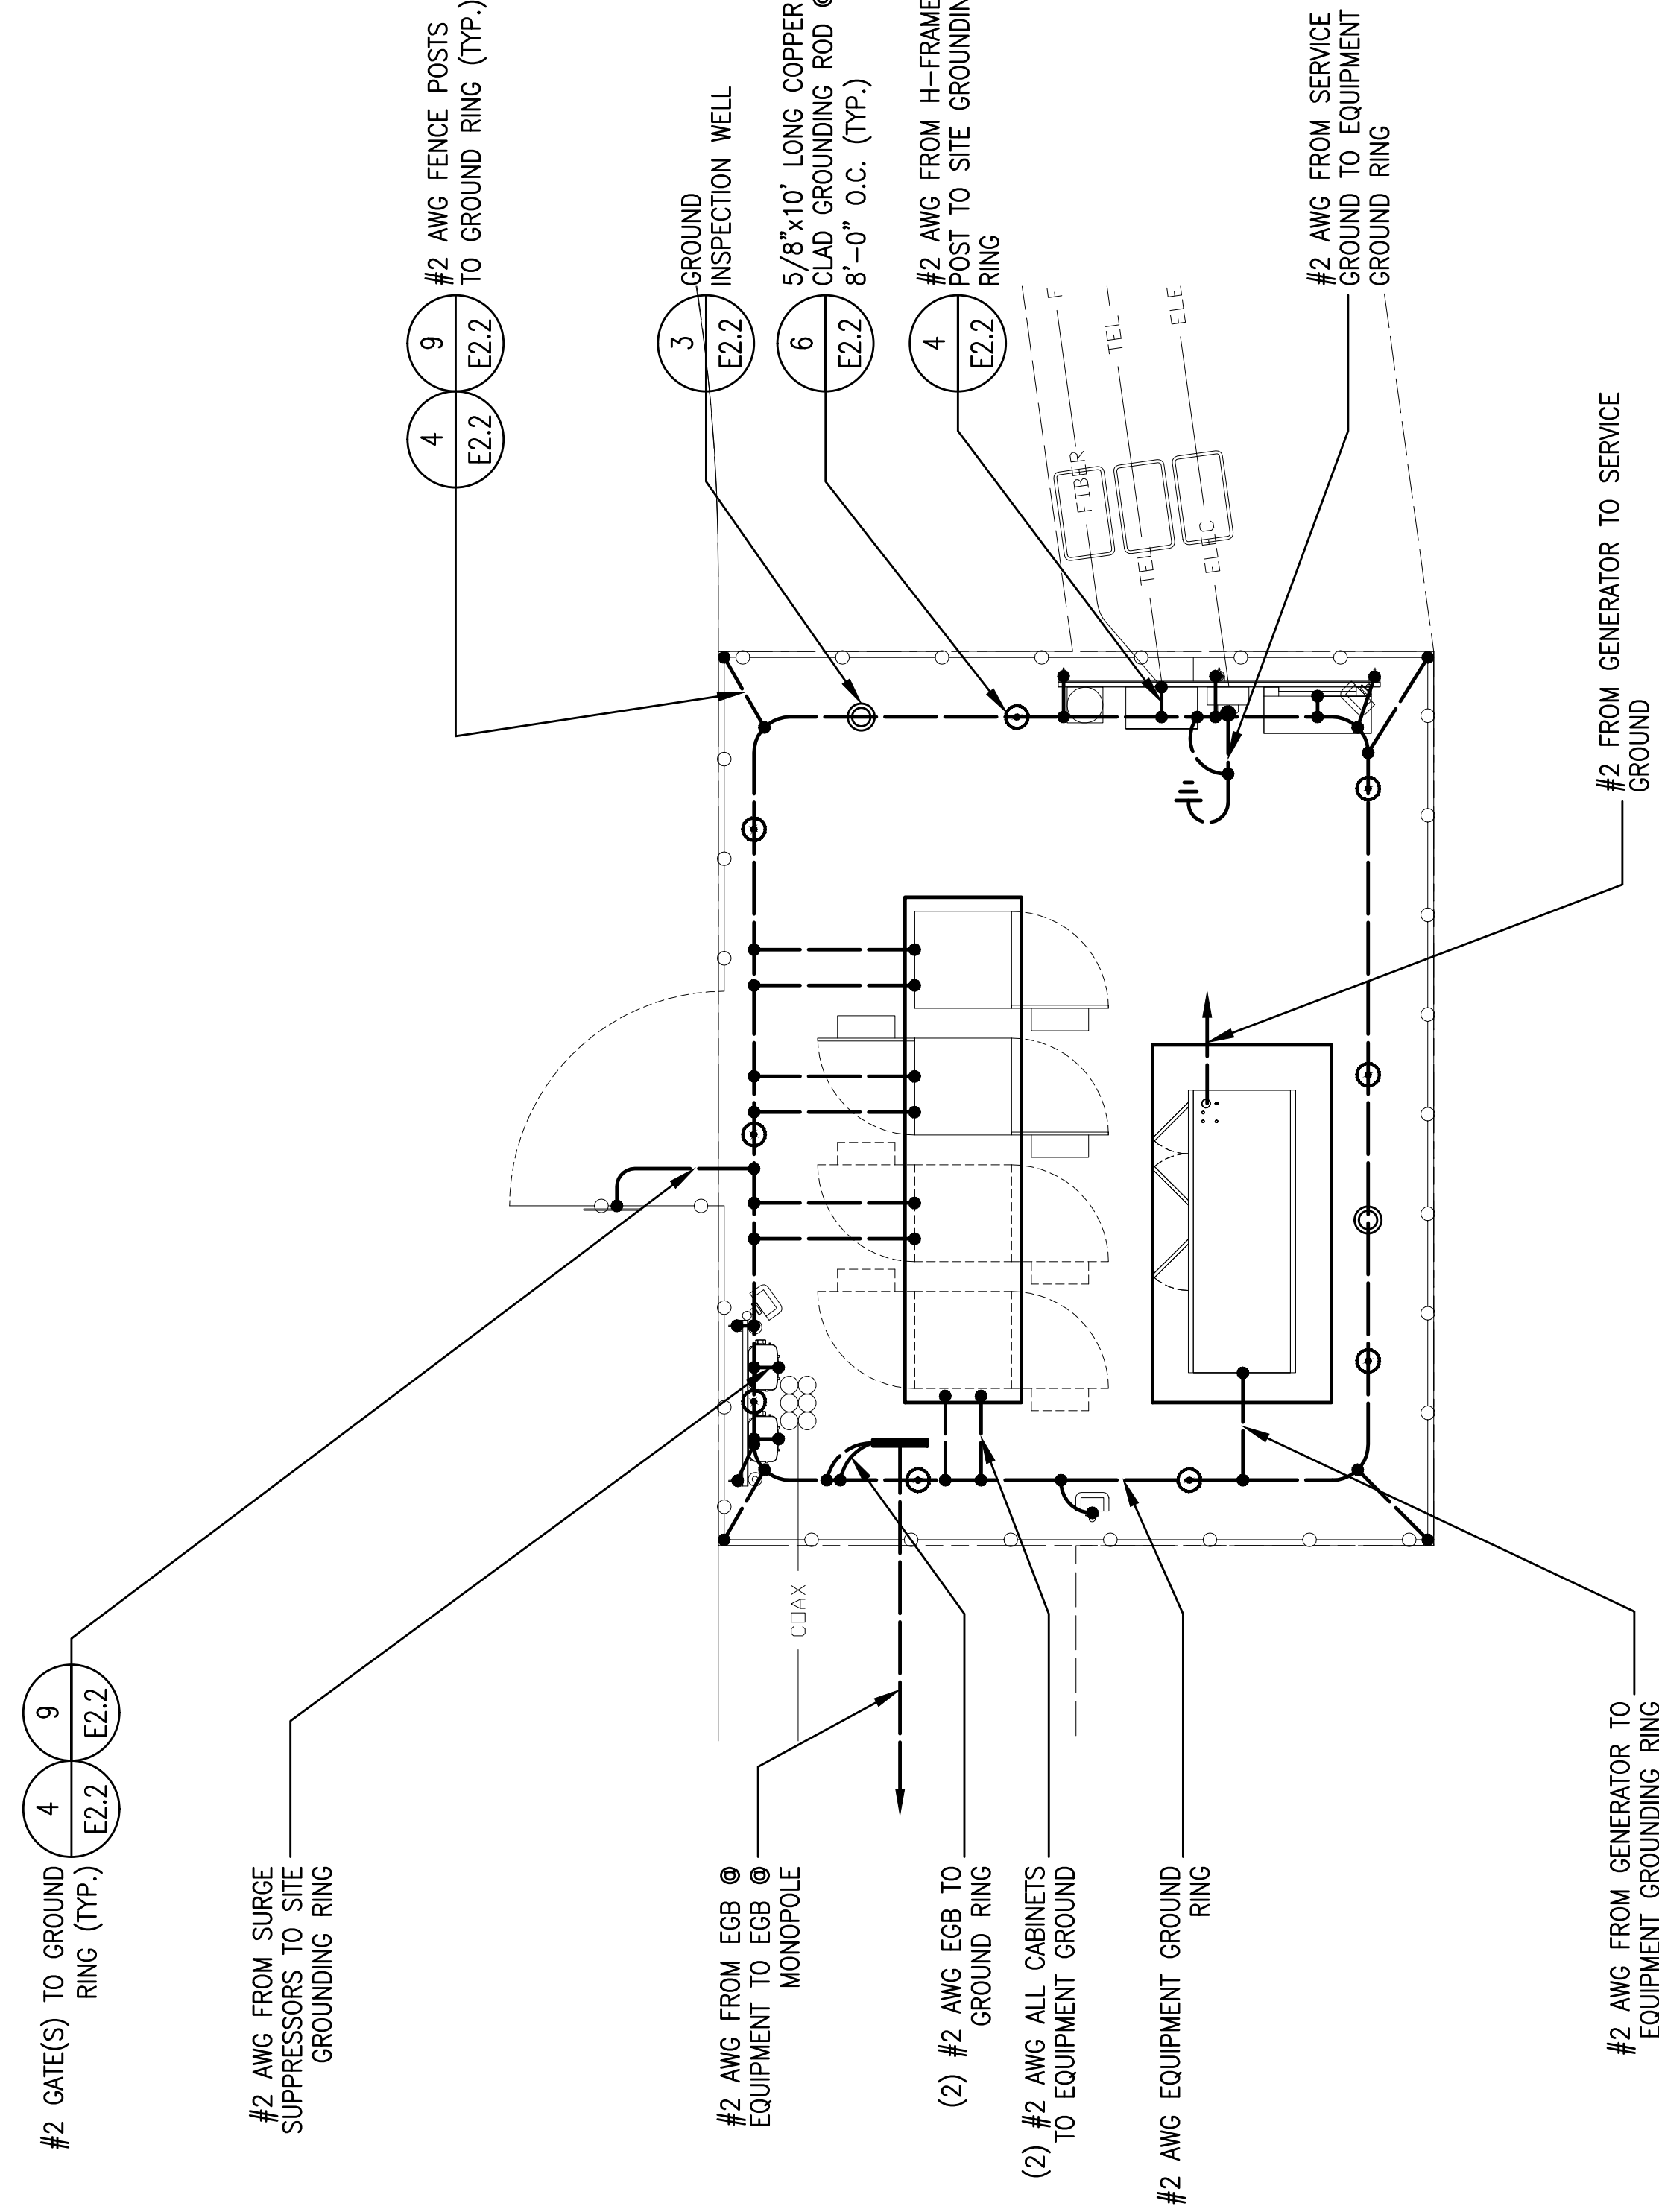 #2 GATE(S) TO GROUND
RING (TYP.)
4
E2.2
9
E2.2
#2 AWG FROM SURGE
SUPPRESSORS TO SITE
GROUNDING RING
#2 AWG FROM EGB @
EQUIPMENT TO EGB @
MONOPOLE
(2) #2 AWG EGB TO
GROUND RING
(2) #2 AWG ALL CABINETS
TO EQUIPMENT GROUND
#2 AWG EQUIPMENT GROUND
RING
#2 AWG FROM GENERATOR TO
EQUIPMENT GROUNDING RING
COAX
4
E2.2
9
E2.2
#2 AWG FENCE POSTS
TO GROUND RING (TYP.)
3
E2.2
GROUND
INSPECTION WELL
6
E2.2
5/8"x10' LONG COPPER
CLAD GROUNDING ROD @
8'-0" O.C. (TYP.)
4
E2.2
#2 AWG FROM H-FRAME
POST TO SITE GROUNDIN
RING
FIBER
F
TEL
TEL
ELEC
ELE
#2 AWG FROM SERVICE
GROUND TO EQUIPMENT
GROUND RING
#2 FROM GENERATOR TO SERVICE
GROUND